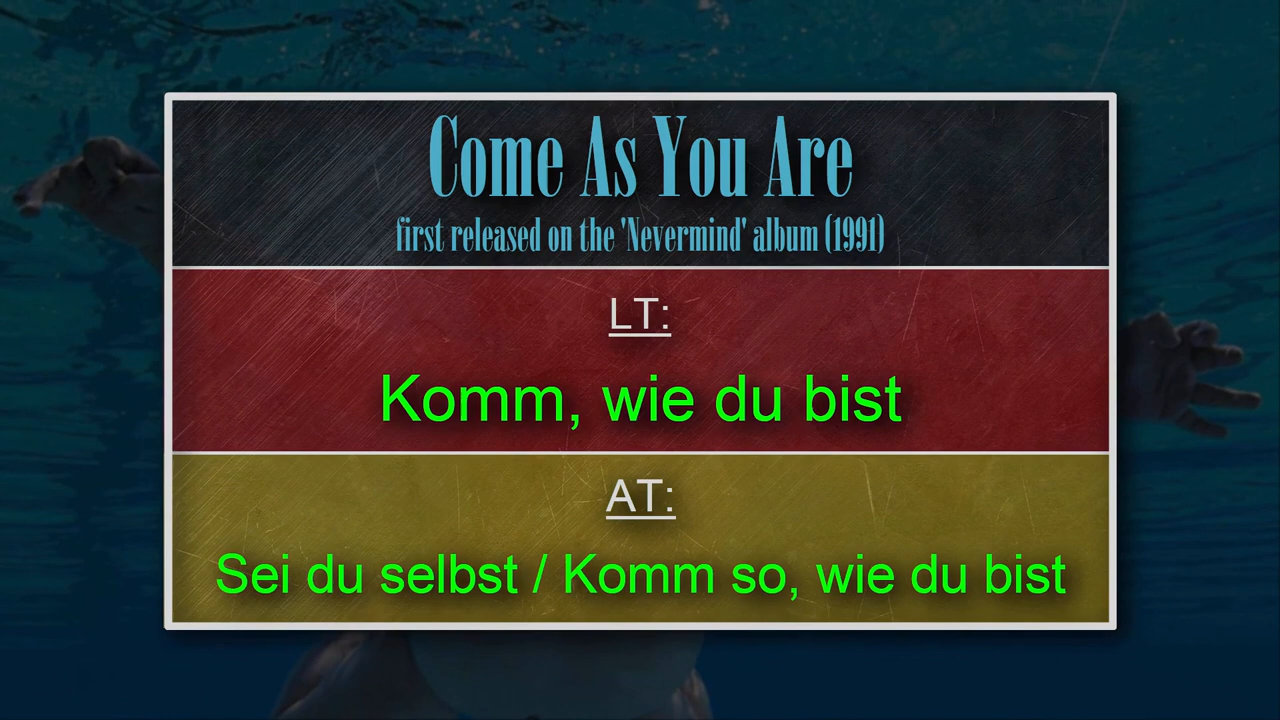 Come As You Are
first released on the 'Nevermind' album (1991)
LT:
Komm, wie du bist
AT:
Sei du selbst / Komm so, wie du bist